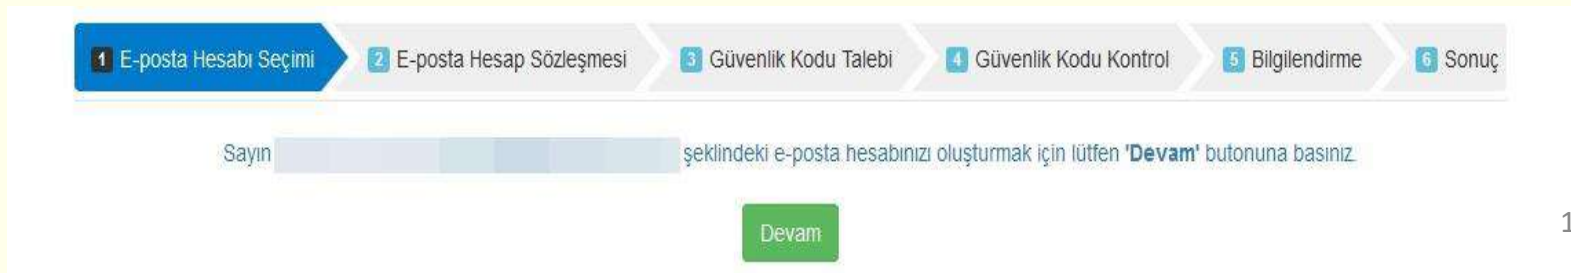 1 E-posta Hesabı Seçimi 2 E-posta Hesap Sözleşmesi 3 Güvenlik Kodu Talebi 4 Güvenlik Kodu Kontrol 5 Bilgilendirme 6 Sonuç
Sayın şeklindeki e-posta hesabınızı oluşturmak için lütfen 'Devam' butonuna basınız.
Devam
1